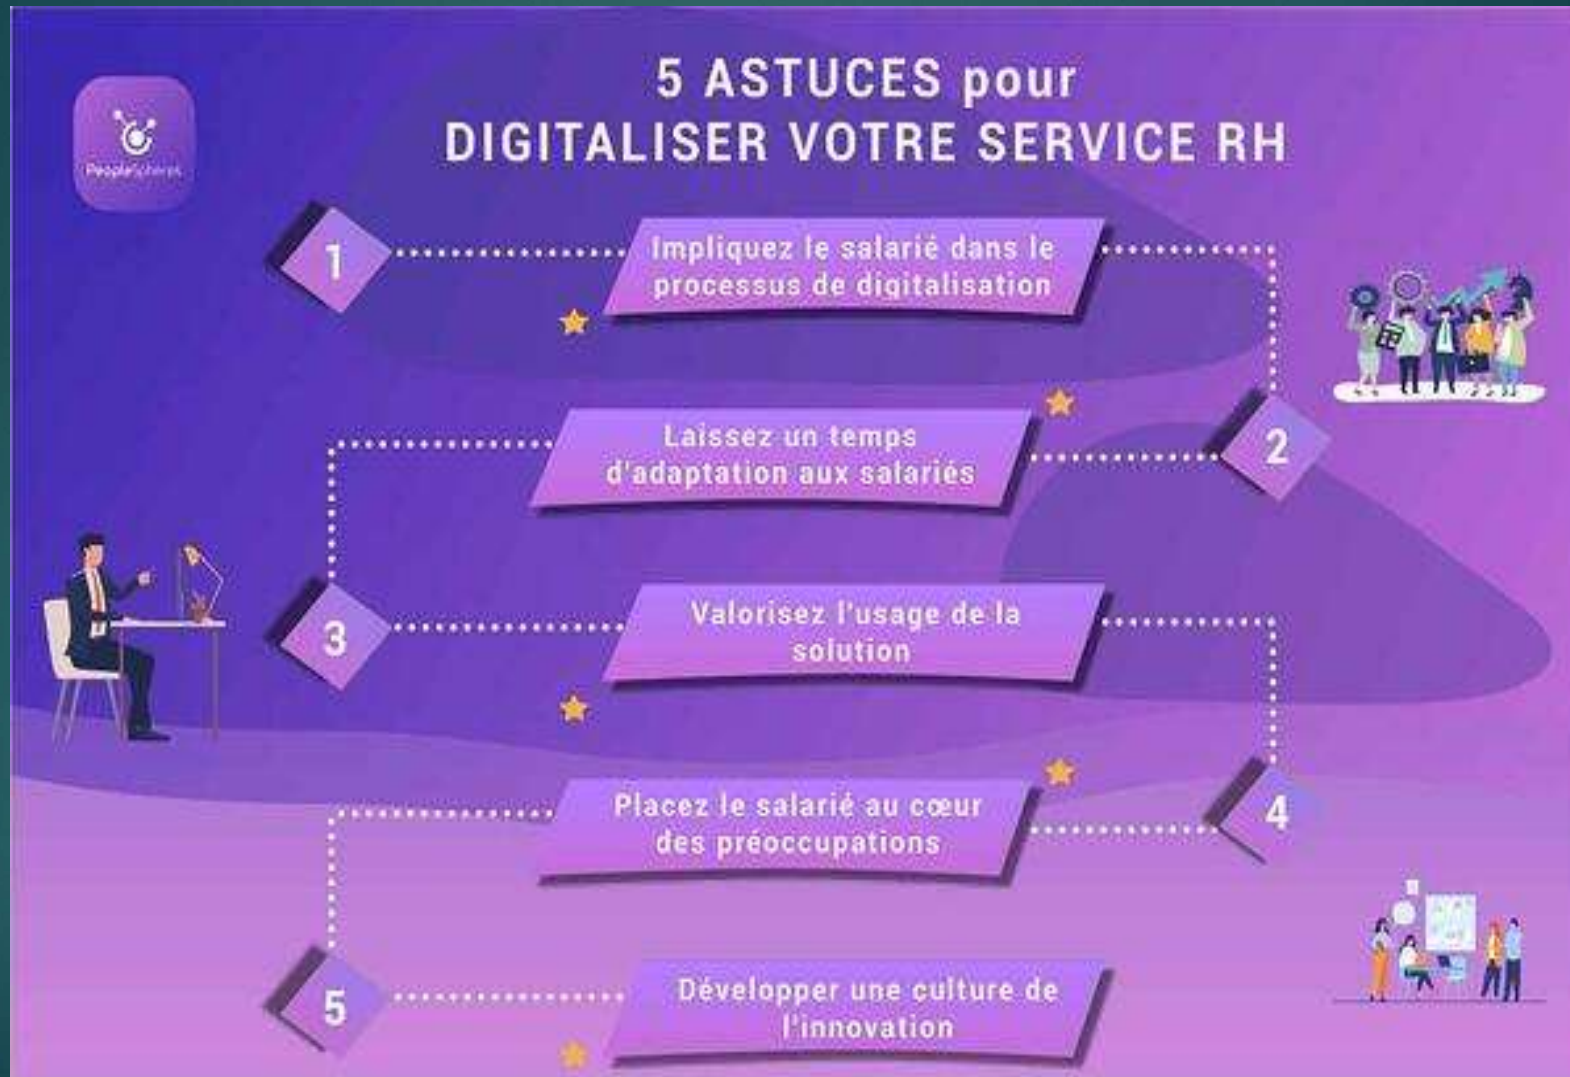 5 ASTUCES pour
DIGITALISER VOTRE SERVICE RH
PeopleSpheres
1
Impliquez le salarié dans le
processus de digitalisation
2
Laissez un temps
d'adaptation aux salariés
3
Valorisez l'usage de la
solution
4
Placez le salarié au cœur
des préoccupations
5
Développer une culture de
l'innovation